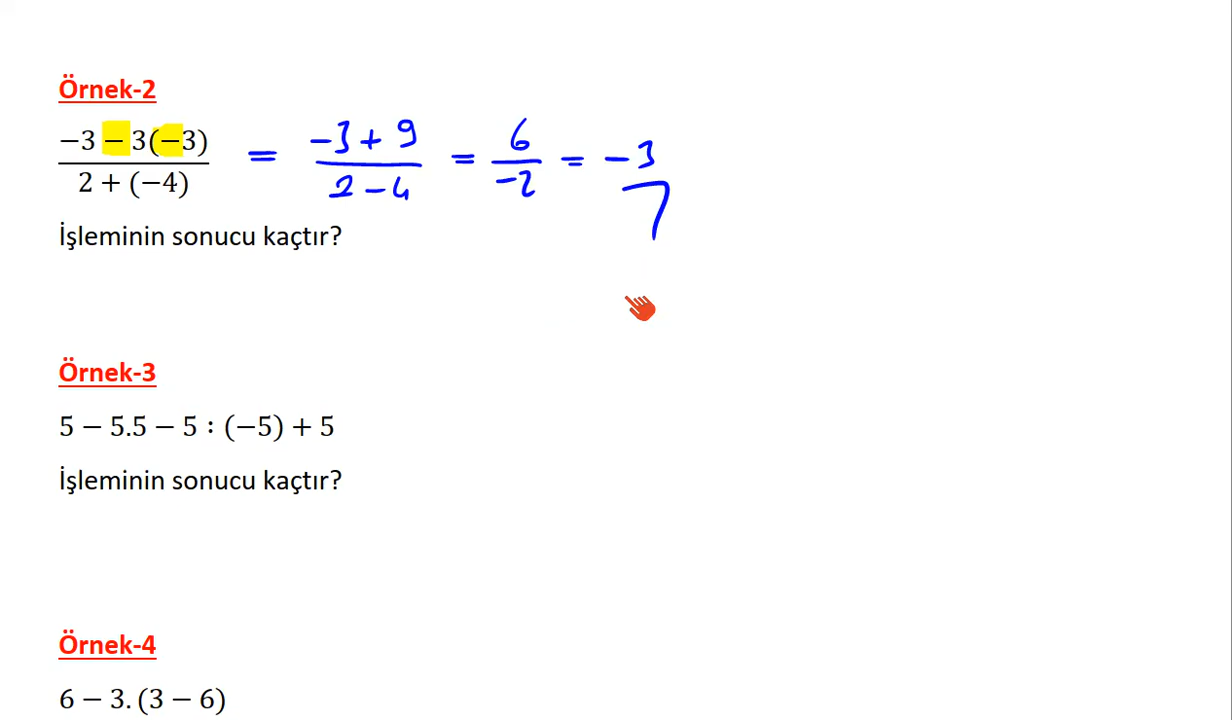 Örnek-2
−3 − 3(−3) / 2 + (−4) = −3 + 9 / 2 − 4 = 6 / −2 = −3
İşleminin sonucu kaçtır?
Örnek-3
5 − 5.5 − 5 : (−5) + 5
İşleminin sonucu kaçtır?
Örnek-4
6 − 3. (3 − 6)